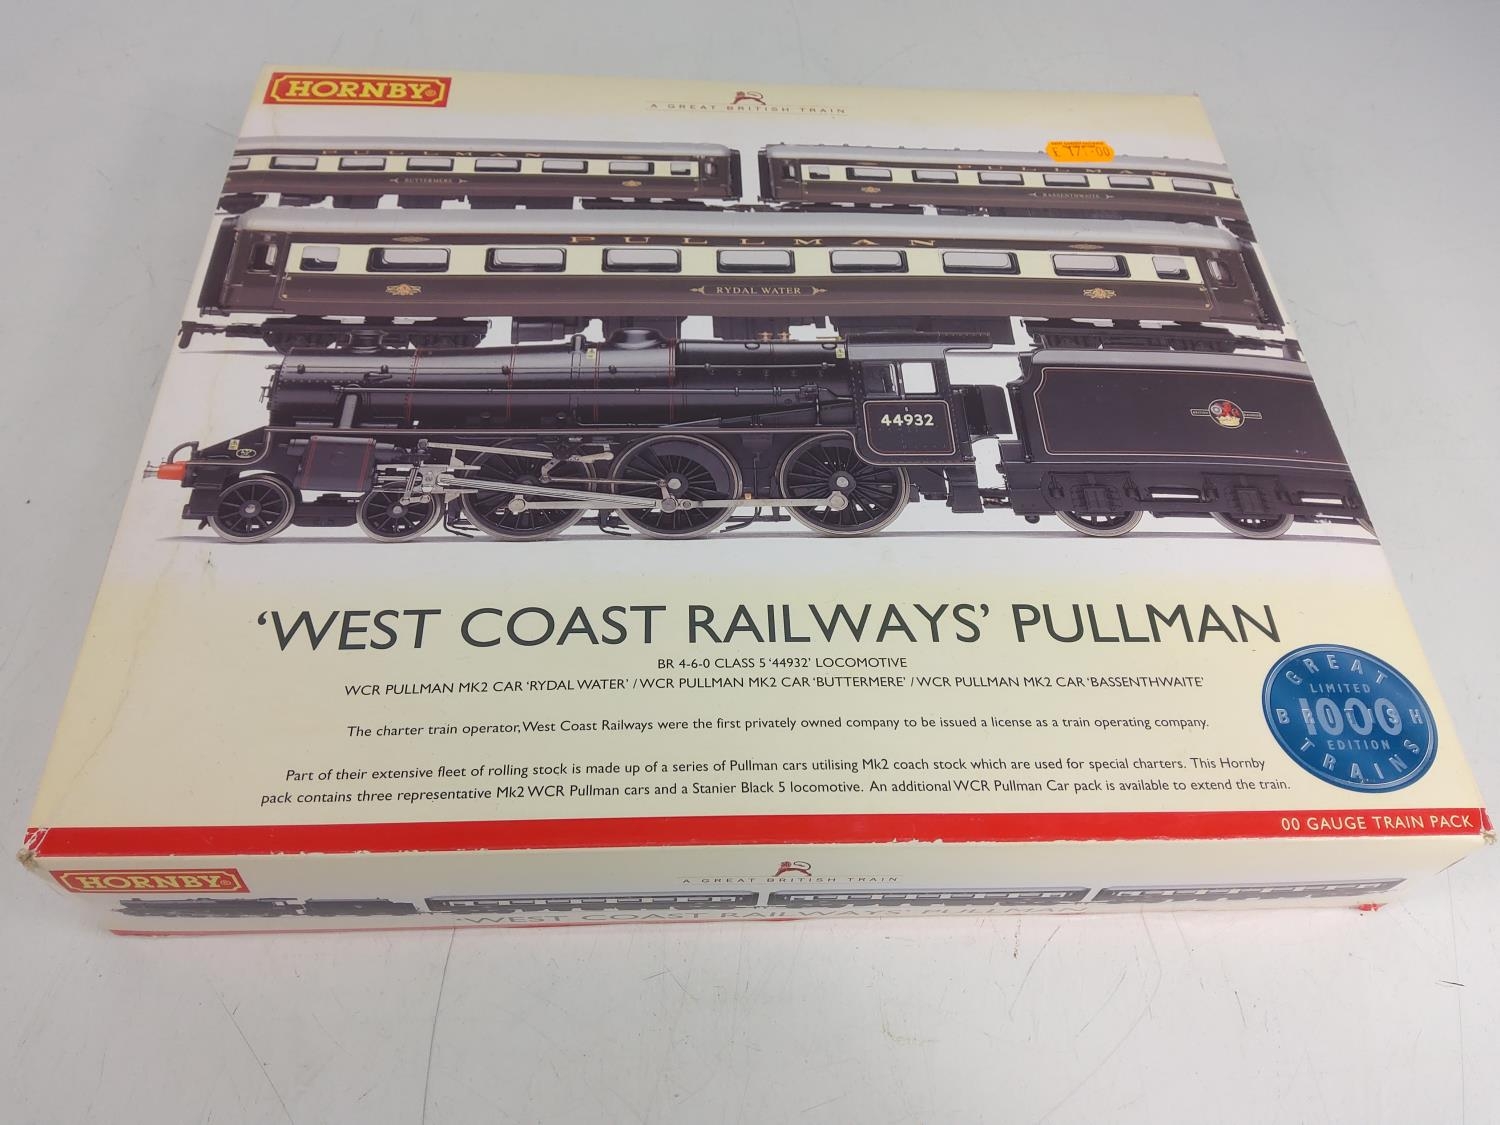 HORNBY®
A GREAT BRITISH TRAIN
PULLMAN
BUTTERMERE
PULLMAN
BASSENTHWAITE
PULLMAN
RYDAL WATER
44932
'WEST COAST RAILWAYS' PULLMAN
BR 4-6-0 CLASS 5 '44932' LOCOMOTIVE
WCR PULLMAN MK2 CAR 'RYDAL WATER' / WCR PULLMAN MK2 CAR 'BUTTERMERE' / WCR PULLMAN MK2 CAR 'BASSENTHWAITE'
The charter train operator, West Coast Railways were the first privately owned company to be issued a license as a train operating company.
Part of their extensive fleet of rolling stock is made up of a series of Pullman cars utilising Mk2 coach stock which are used for special charters. This Hornby
pack contains three representative Mk2 WCR Pullman cars and a Stanier Black 5 locomotive. An additional WCR Pullman Car pack is available to extend the train.
GREAT
LIMITED
1000
BRITISH
EDITION
TRAINS
00 GAUGE TRAIN PACK
HORNBY®
A GREAT BRITISH TRAIN
'WEST COAST RAILWAYS' PULLMAN